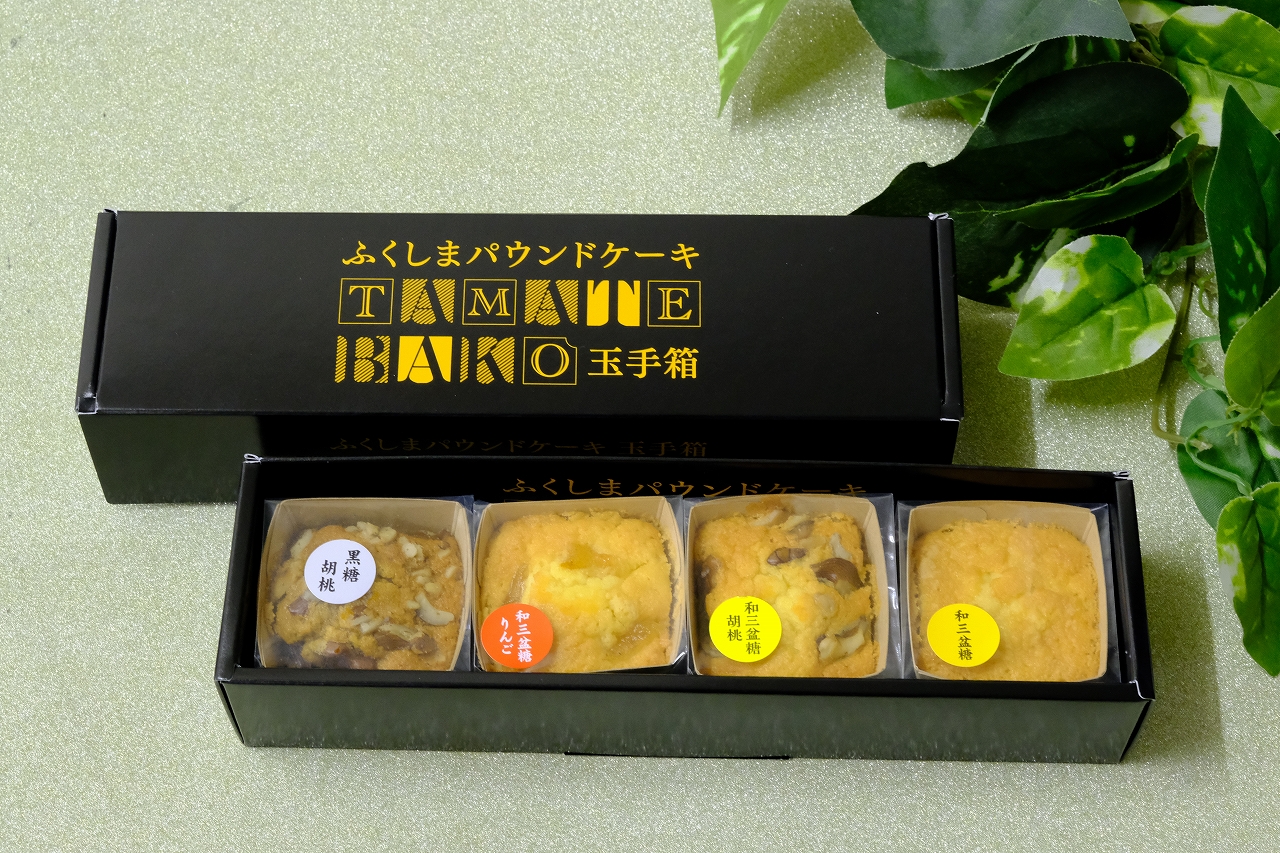 ふくしまパウンドケーキ
TAMATE
BAKO 玉手箱
ふくしまパウンドケーキ 玉手箱
ふくしまパウンドケーキ
黒糖
胡桃
和三盆糖
りんご
和三盆糖
胡桃
和三盆糖